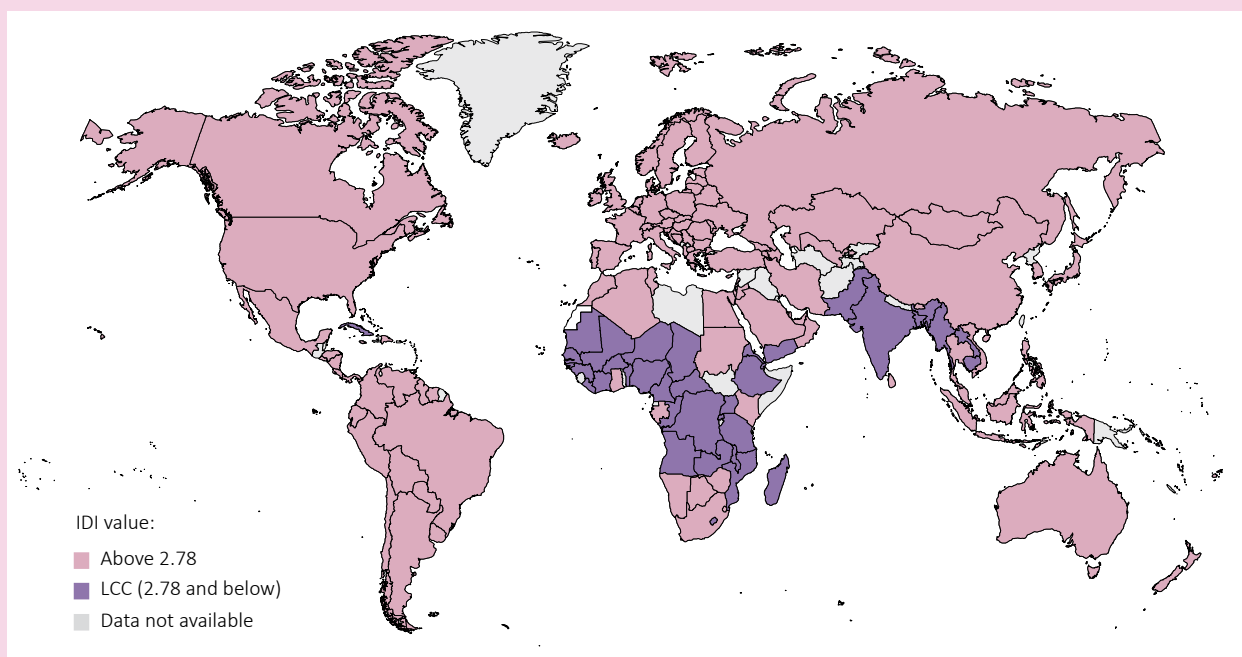 IDI value:
Above 2.78
LCC (2.78 and below)
Data not available